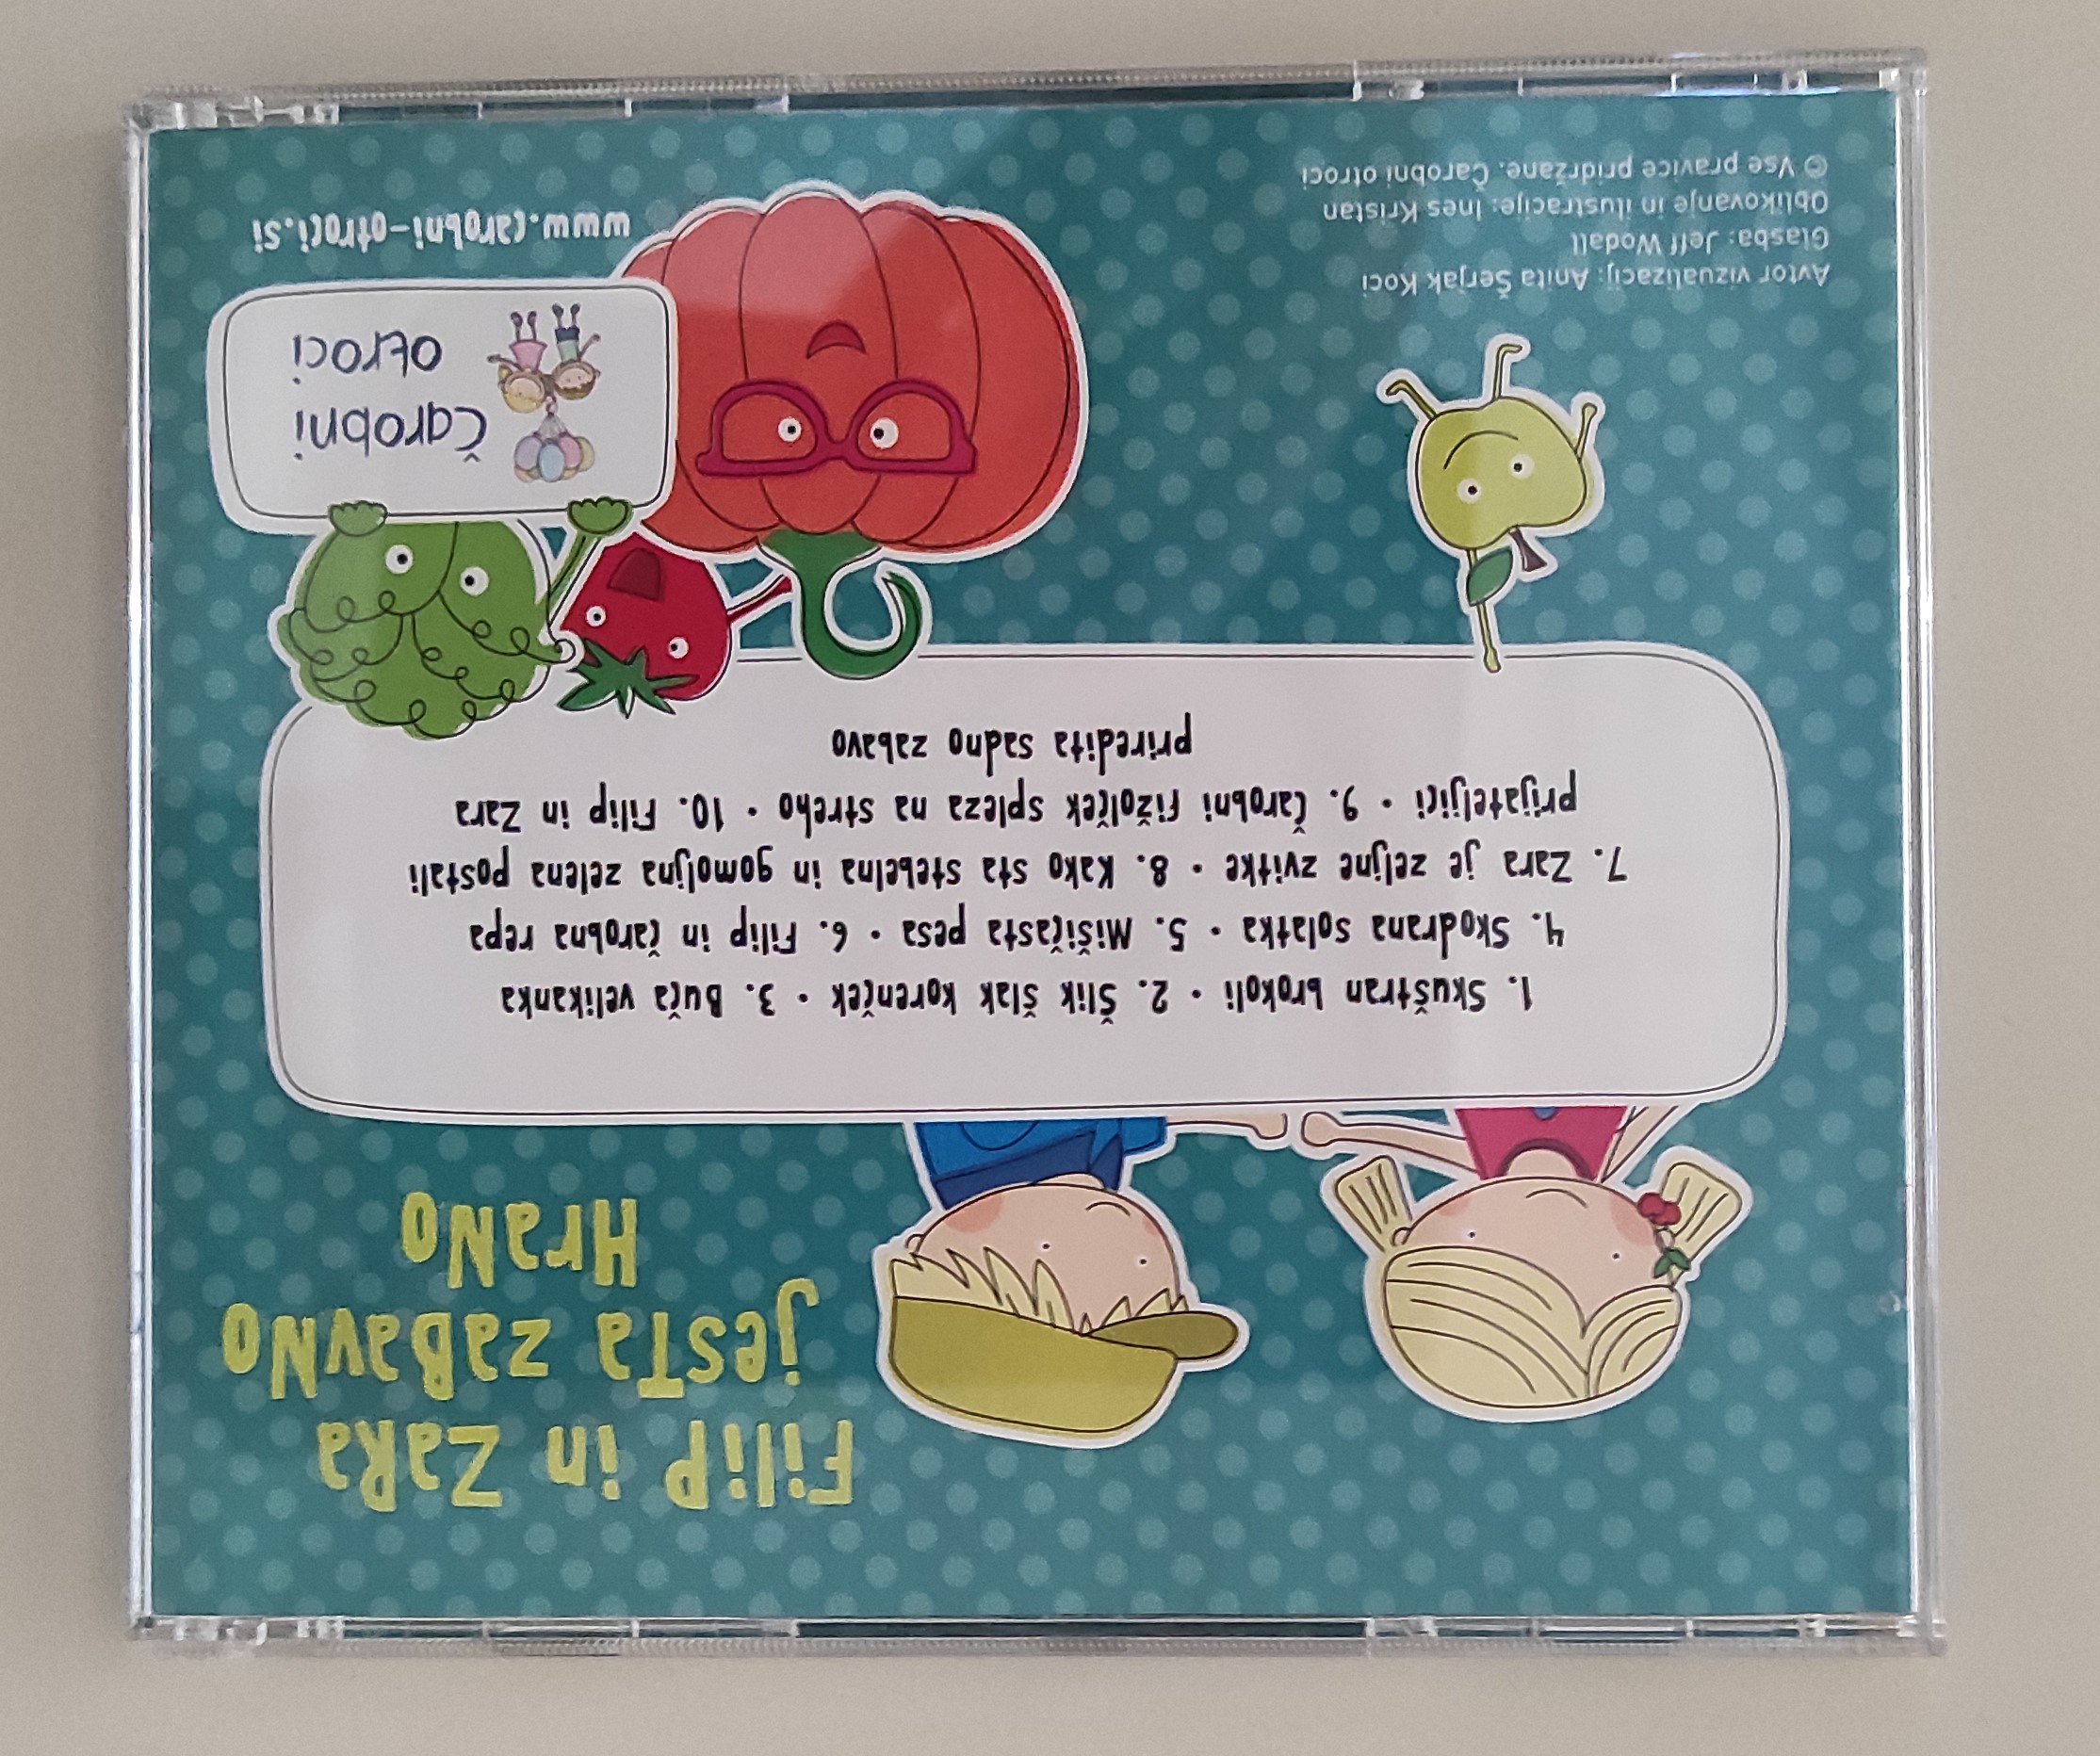 Filip in Zara
jesta zabavno
Hrano
1. Skuštran brokoli • 2. Šlik šlak korenček • 3. Buča velikanka
4. Skodrana solatka • 5. Mišičasta pesa • 6. Filip in čarobna repa
7. Zara je zeljne zvitke • 8. Kako sta stebelna in gomoljna zelena postali
prijateljici • 9. Čarobni fižolček spleza na streho • 10. Filip in Zara
priredita sadno zabavo
Čarobni
otroci
www.carobni-otroci.si
Avtor vizualizacij: Anita Šerjak Koci
Glasba: Jeff Wodall
Oblikovanje in ilustracije: Ines Kristan
© Vse pravice pridržane. Čarobni otroci